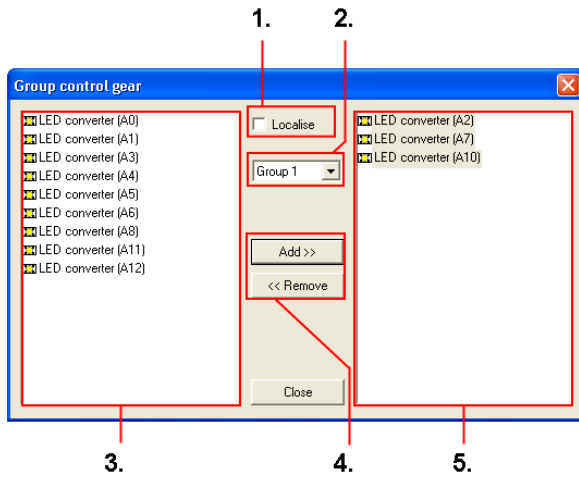 1. 2.
Group control gear
LED converter (A0)
LED converter (A1)
LED converter (A3)
LED converter (A4)
LED converter (A5)
LED converter (A6)
LED converter (A8)
LED converter (A11)
LED converter (A12)
Localise
Group 1
Add >>
<< Remove
Close
LED converter (A2)
LED converter (A7)
LED converter (A10)
3. 4. 5.